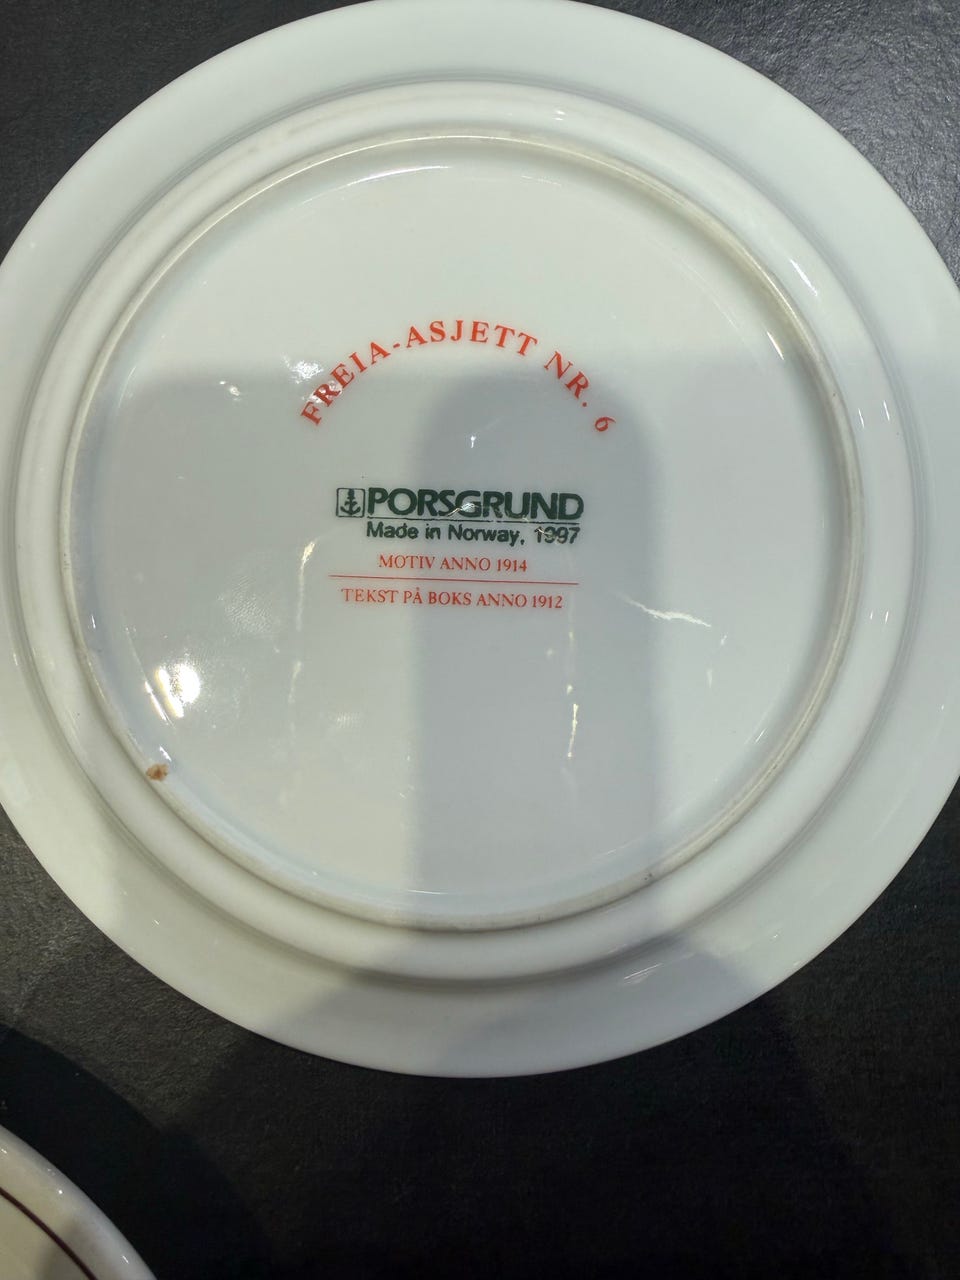 FREIA-ASJETT NR. 6
PORSGRUND
Made in Norway, 1997
MOTIV ANNO 1914
TEKST PÅ BOKS ANNO 1912